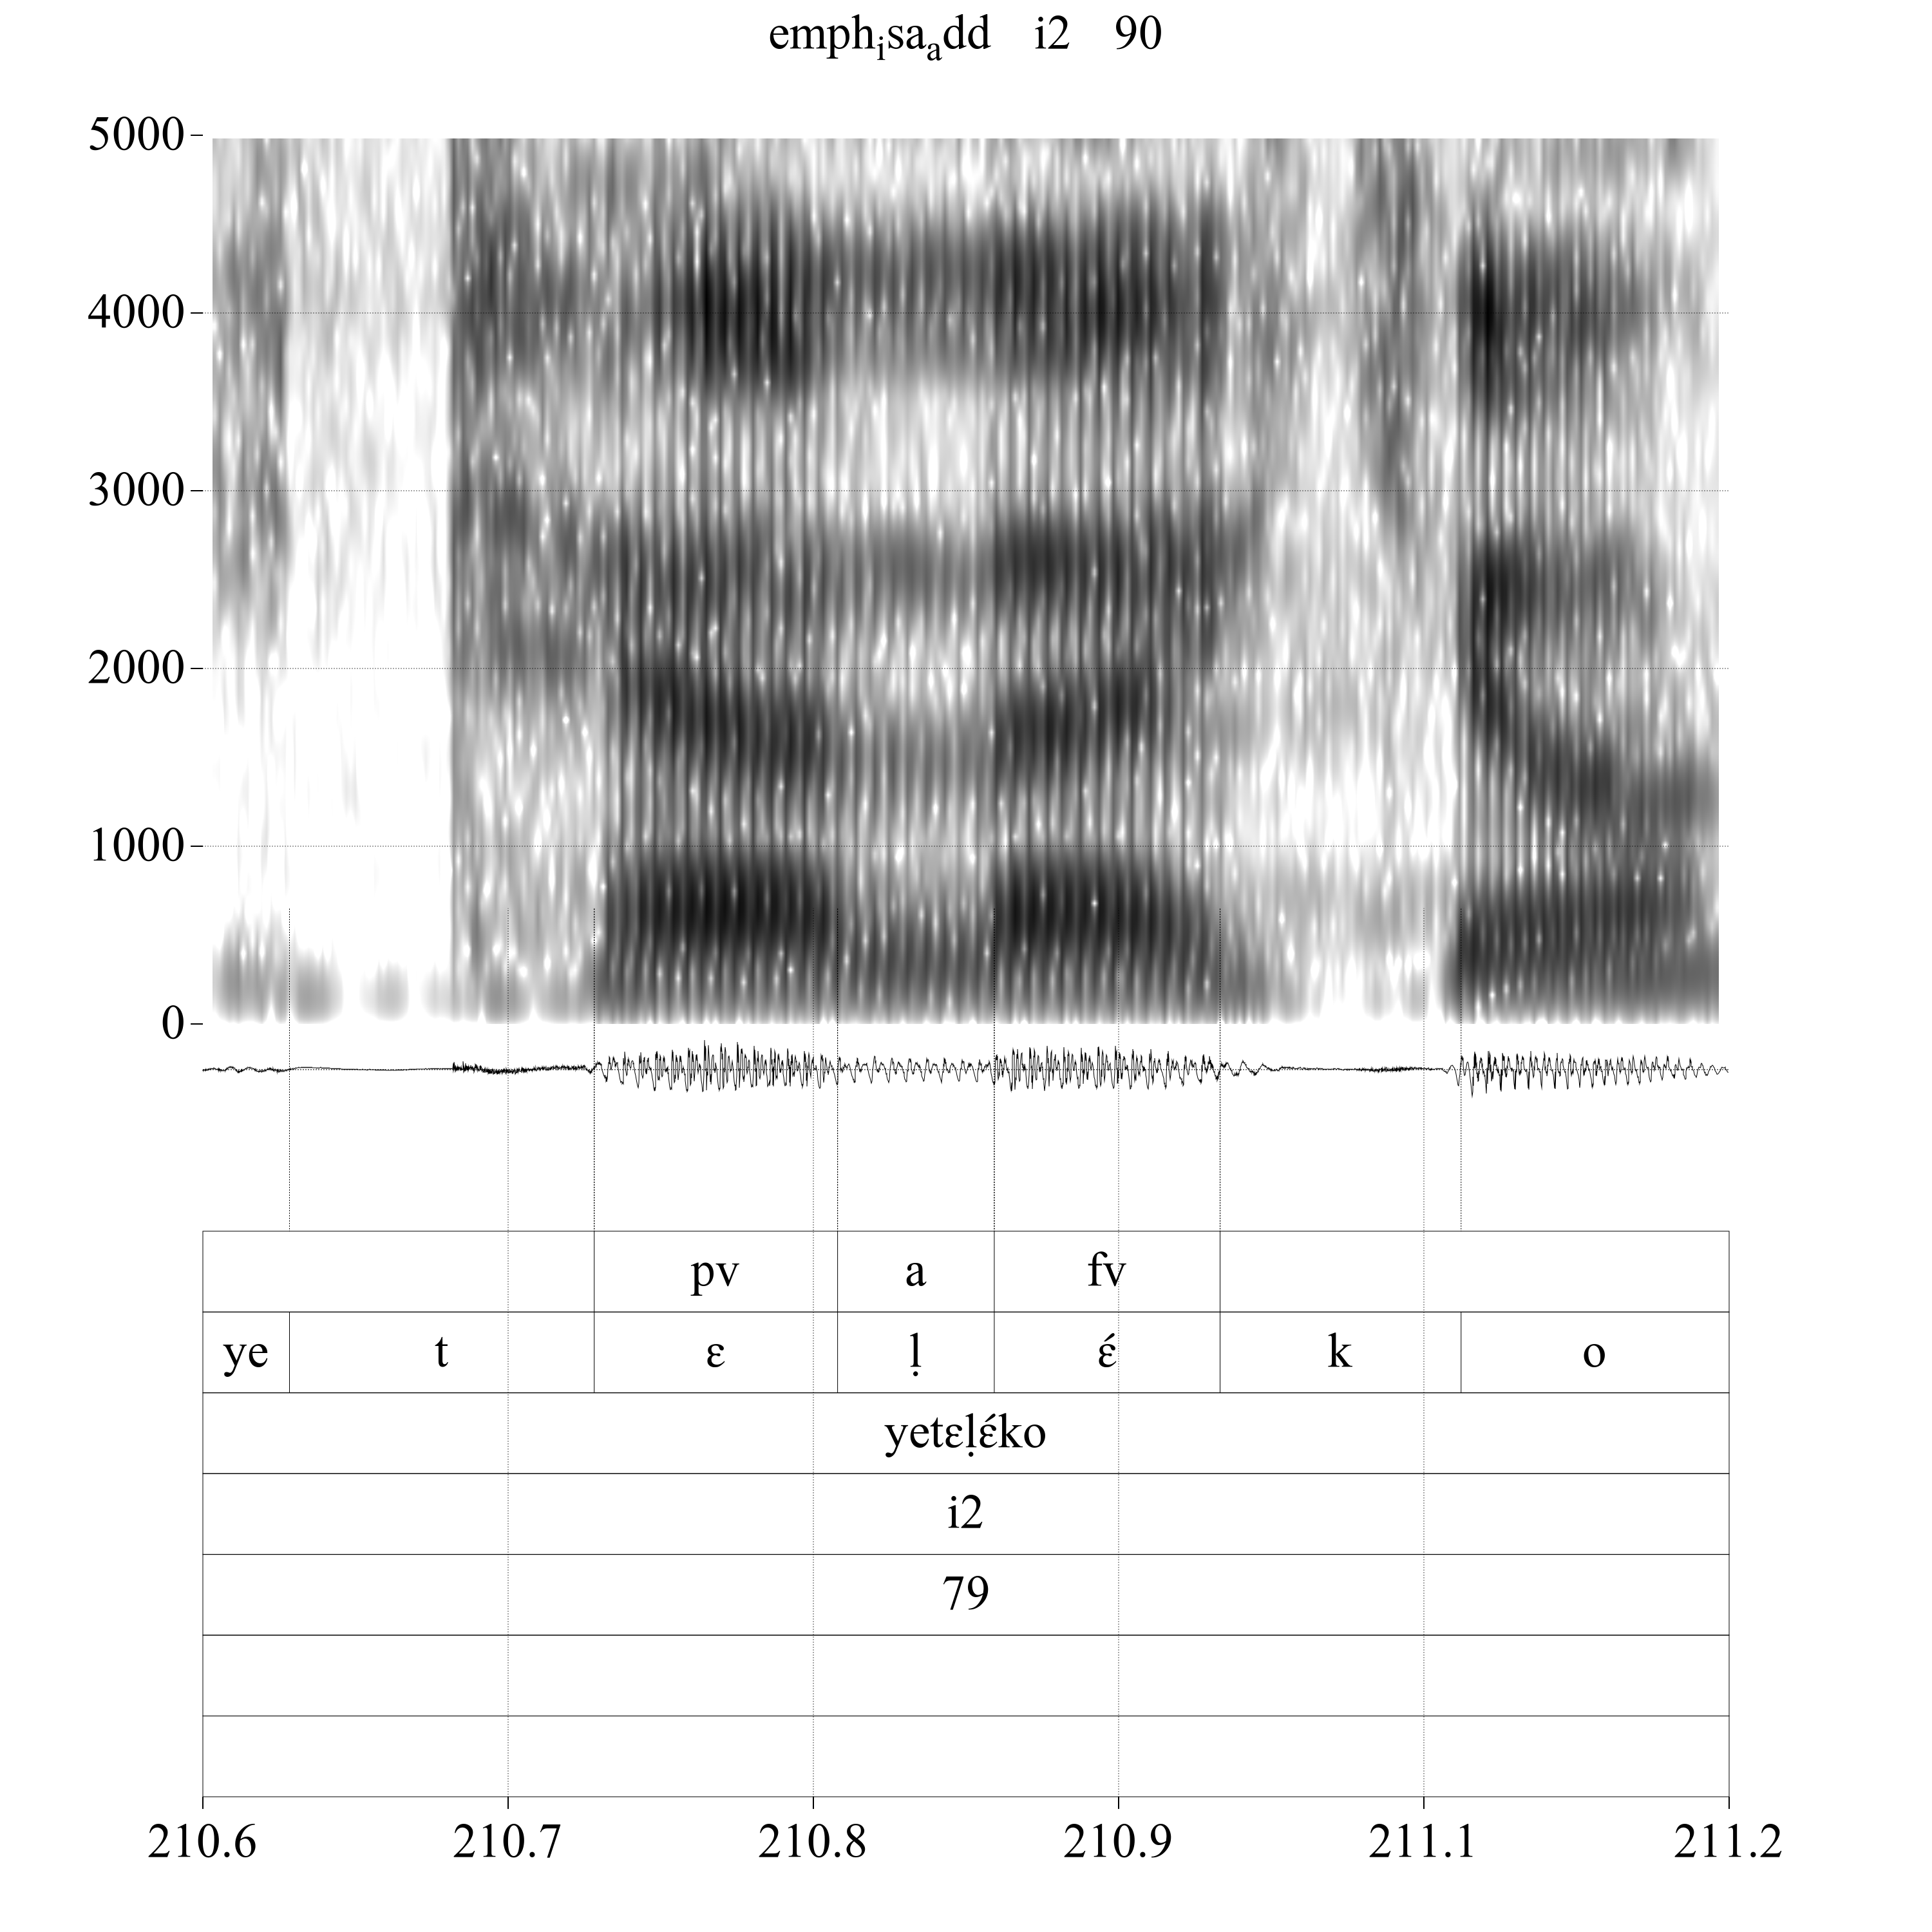 emphᵢsaₐdd i2 90
5000
4000
3000
2000
1000
0
pv a fv
ye t ɛ ḷ ɛ́ k o
yetɛḷɛ́ko
i2
79
210.6 210.7 210.8 210.9 211.1 211.2